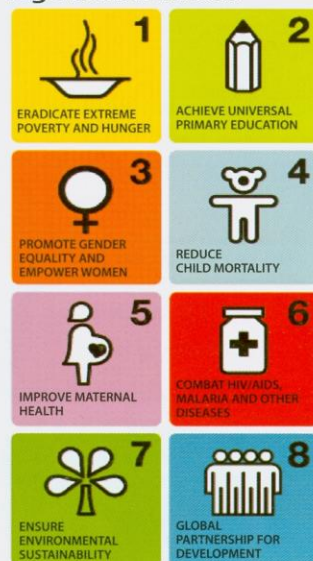 1
ERADICATE EXTREME
POVERTY AND HUNGER
2
ACHIEVE UNIVERSAL
PRIMARY EDUCATION
3
PROMOTE GENDER
EQUALITY AND
EMPOWER WOMEN
4
REDUCE
CHILD MORTALITY
5
IMPROVE MATERNAL
HEALTH
6
COMBAT HIV/AIDS,
MALARIA AND OTHER
DISEASES
7
ENSURE
ENVIRONMENTAL
SUSTAINABILITY
8
GLOBAL
PARTNERSHIP FOR
DEVELOPMENT